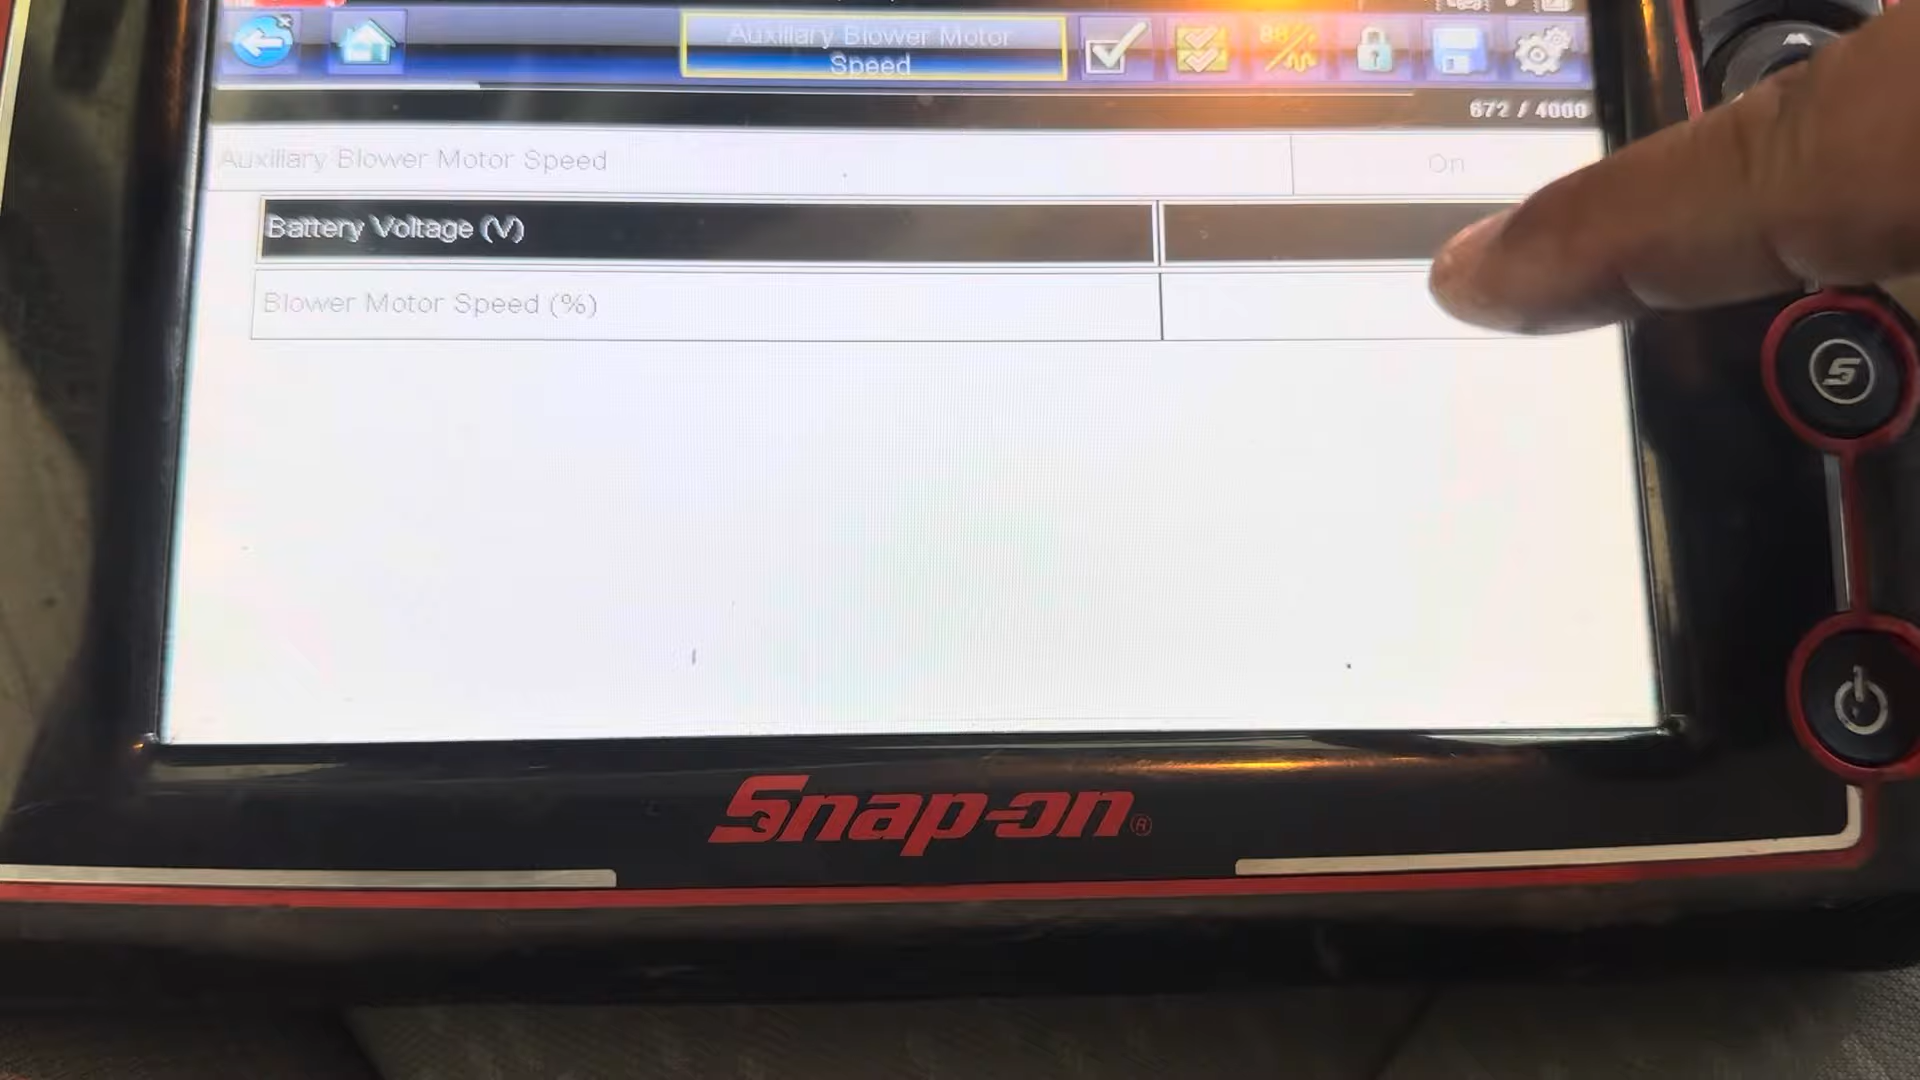 Auxiliary Blower Motor
Speed
672 / 4000
Auxiliary Blower Motor Speed On
Battery Voltage (V)
Blower Motor Speed (%)
Snap-on®